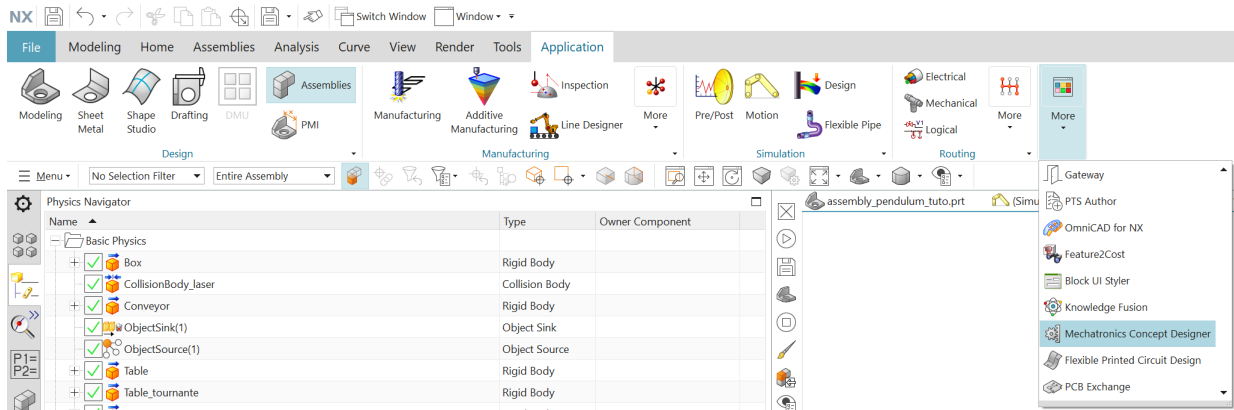 NX Switch Window Window
File Modeling Home Assemblies Analysis Curve View Render Tools Application
Modeling
Sheet Metal
Shape Studio
Drafting
DMU
Assemblies
PMI
Design
Manufacturing
Additive Manufacturing
Inspection
Line Designer
More
Manufacturing
Pre/Post
Motion
Design
Flexible Pipe
Simulation
Electrical
Mechanical
Logical
More
Routing
More
Menu No Selection Filter Entire Assembly
Physics Navigator
Name Type Owner Component
Basic Physics
Box Rigid Body
CollisionBody_laser Collision Body
Conveyor Rigid Body
ObjectSink(1) Object Sink
ObjectSource(1) Object Source
Table Rigid Body
Table_tournante Rigid Body
P1=
P2=
assembly_pendulum_tuto.prt (Simu
Gateway
PTS Author
OmniCAD for NX
Feature2Cost
Block UI Styler
Knowledge Fusion
Mechatronics Concept Designer
Flexible Printed Circuit Design
PCB Exchange